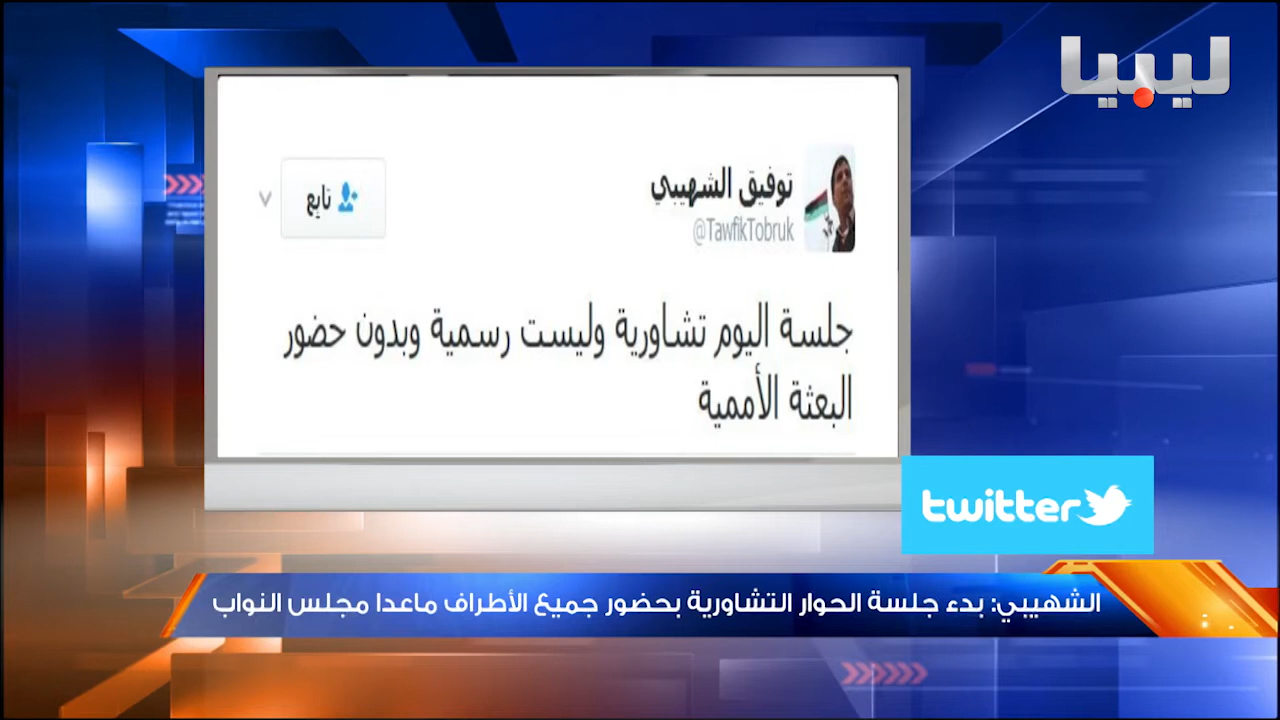 ليبيا
توفيق الشهيبي
@TawfikTobruk
تابع
جلسة اليوم تشاورية وليست رسمية وبدون حضور
البعثة الأممية
twitter
الشهيبي: بدء جلسة الحوار التشاورية بحضور جميع الأطراف ماعدا مجلس النواب